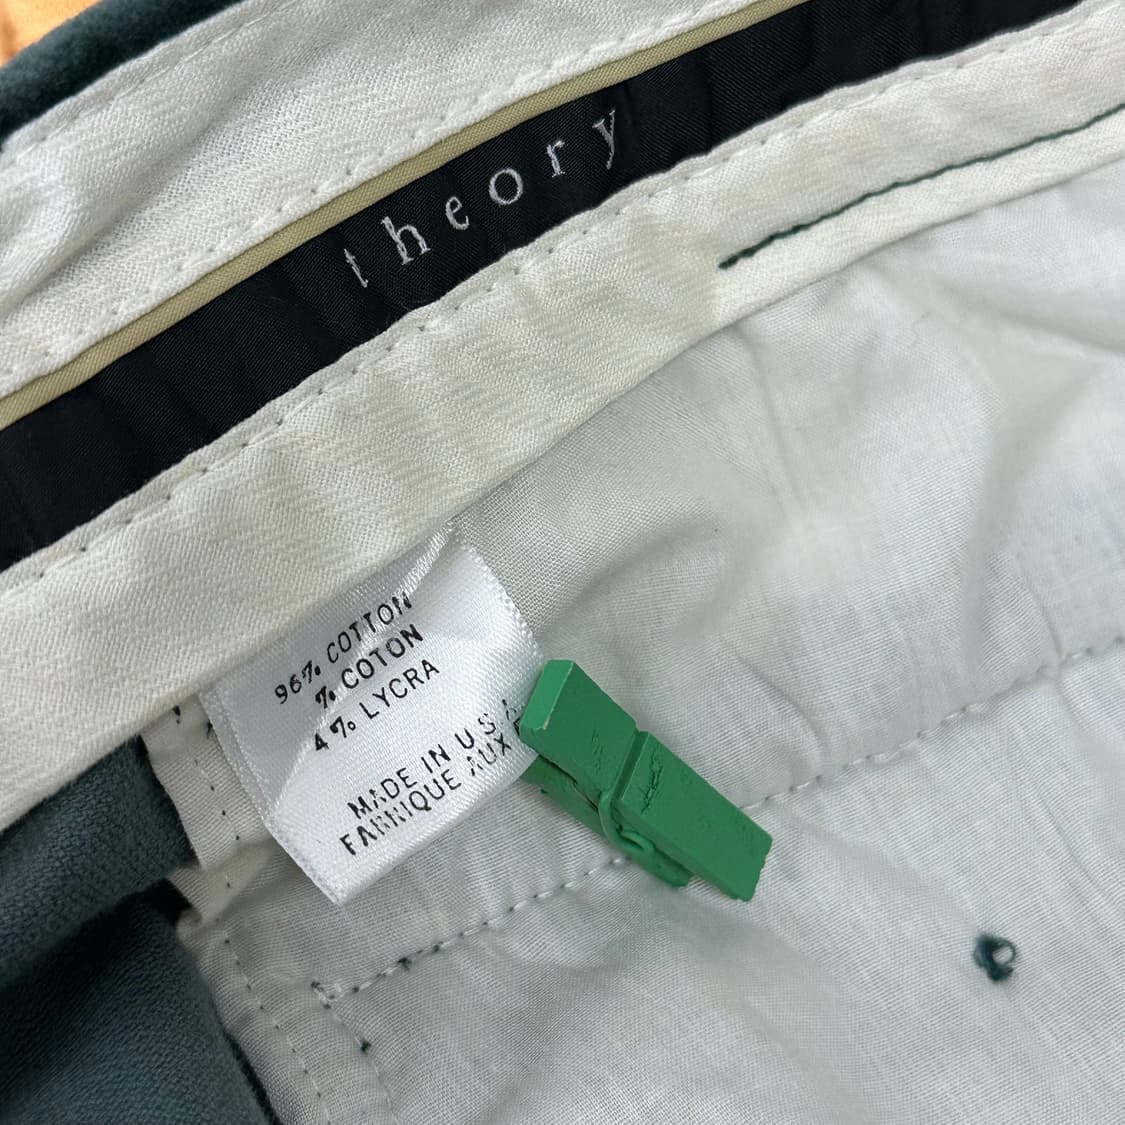 theory
96% COTTON
% COTON
4% LYCRA
MADE IN U.S.A
FABRIQUE AUX